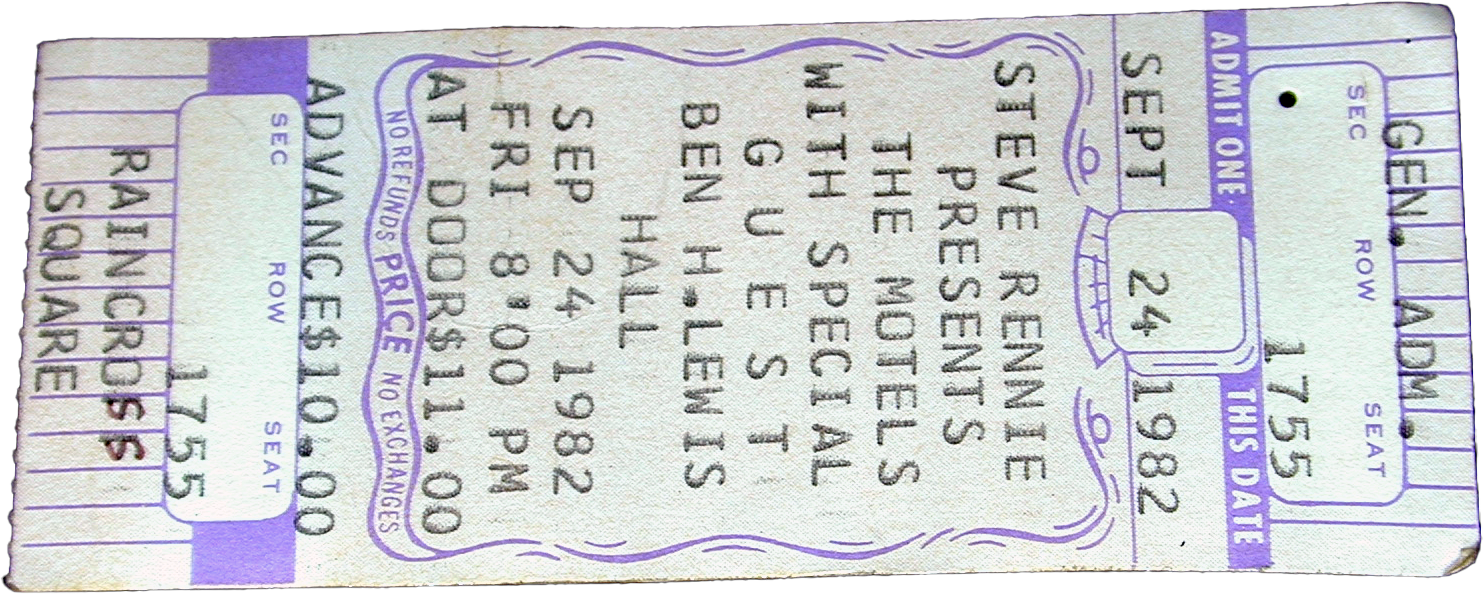 GEN. ADM.
SEC ROW SEAT
1755
ADMIT ONE THIS DATE
SEPT 24 1982
STEVE RENNIE
PRESENTS
THE MOTELS
WITH SPECIAL
GUEST
BEN H.LEWIS
HALL
SEP 24 1982
FRI 8'00 PM
AT DOOR$11.00
NO REFUNDS PRICE NO EXCHANGES
ADVANCE$10.00
SEC ROW SEAT
1755
RAINCROSS
SQUARE